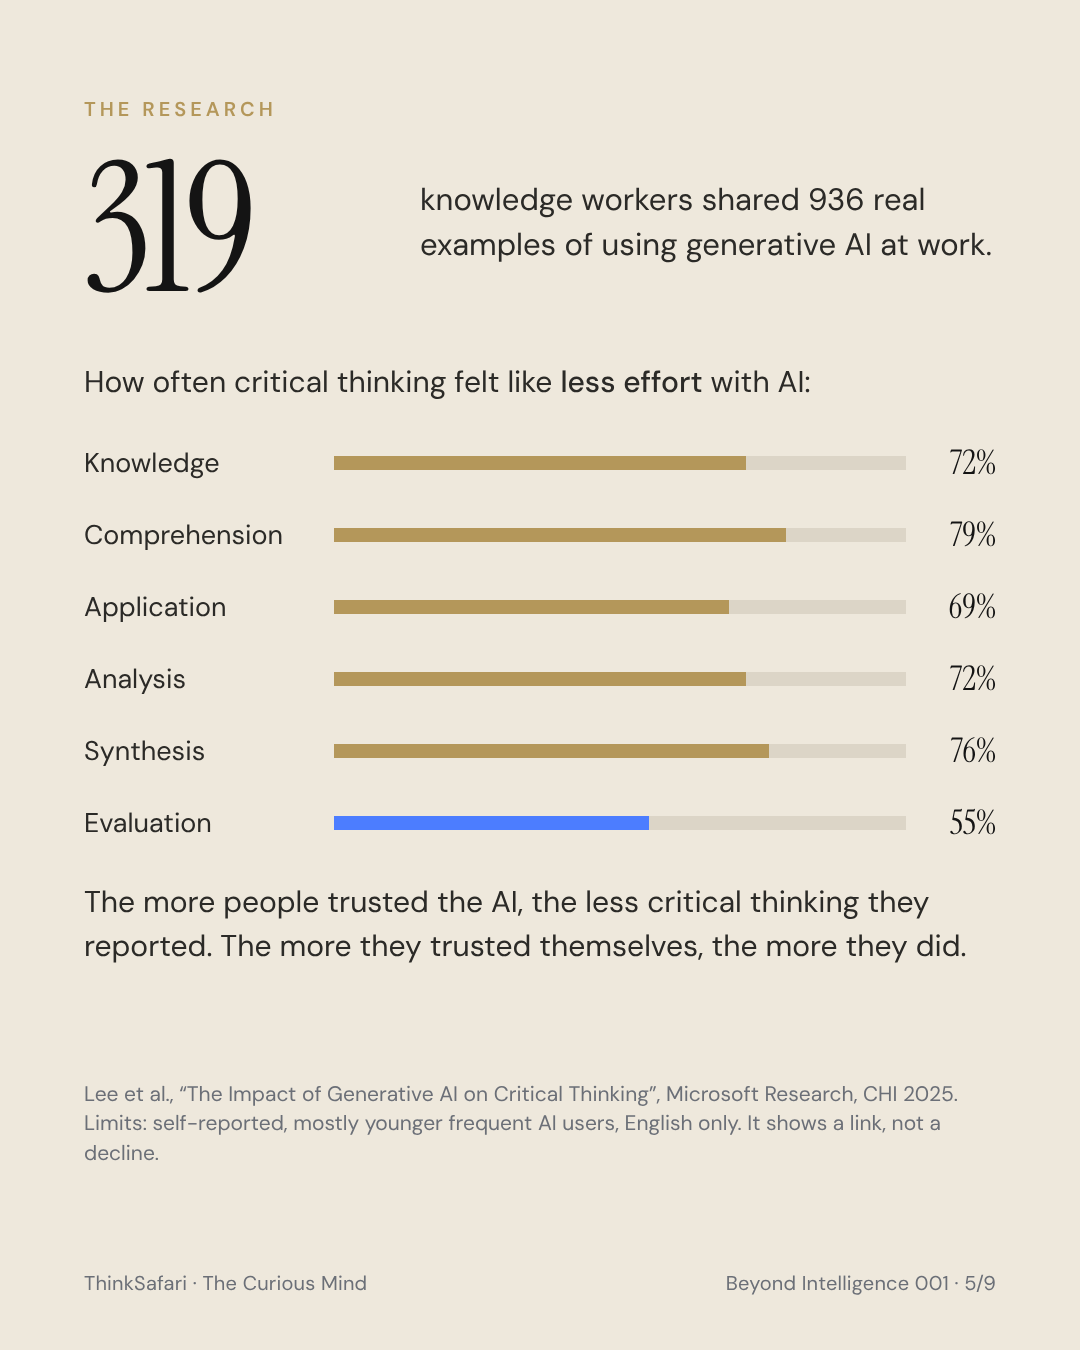 THE RESEARCH
319
knowledge workers shared 936 real
examples of using generative AI at work.
How often critical thinking felt like less effort with AI:
Knowledge 72%
Comprehension 79%
Application 69%
Analysis 72%
Synthesis 76%
Evaluation 55%
The more people trusted the AI, the less critical thinking they
reported. The more they trusted themselves, the more they did.
Lee et al., “The Impact of Generative AI on Critical Thinking”, Microsoft Research, CHI 2025.
Limits: self-reported, mostly younger frequent AI users, English only. It shows a link, not a
decline.
ThinkSafari · The Curious Mind
Beyond Intelligence 001 · 5/9